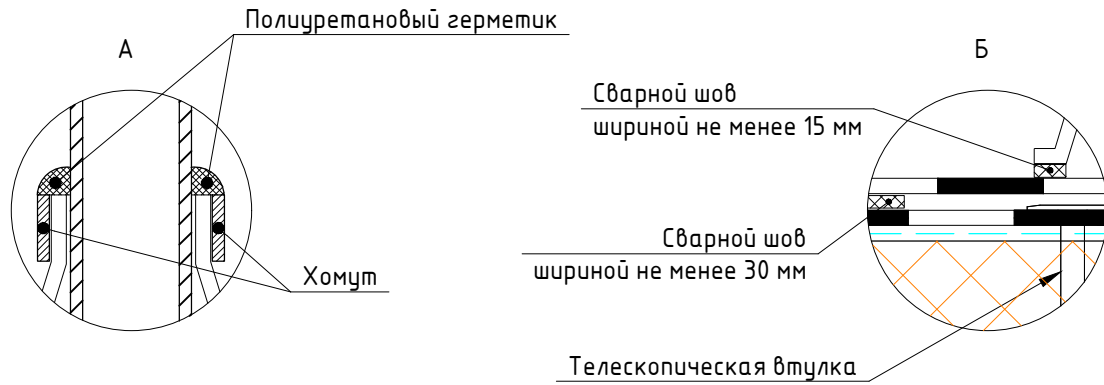 Полиуретановый герметик
А
Б
Сварной шов
шириной не менее 15 мм
Сварной шов
шириной не менее 30 мм
Хомут
Телескопическая втулка